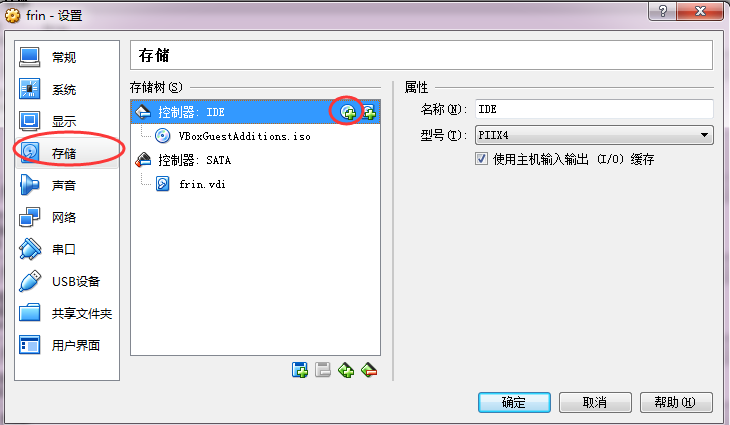 frin - 设置
常规
系统
显示
存储
声音
网络
串口
USB设备
共享文件夹
用户界面
存储
存储树(S)
控制器: IDE
VBoxGuestAdditions.iso
控制器: SATA
frin.vdi
属性
名称(N): IDE
型号(T): PIIX4
使用主机输入输出 (I/O) 缓存
确定
取消
帮助(H)